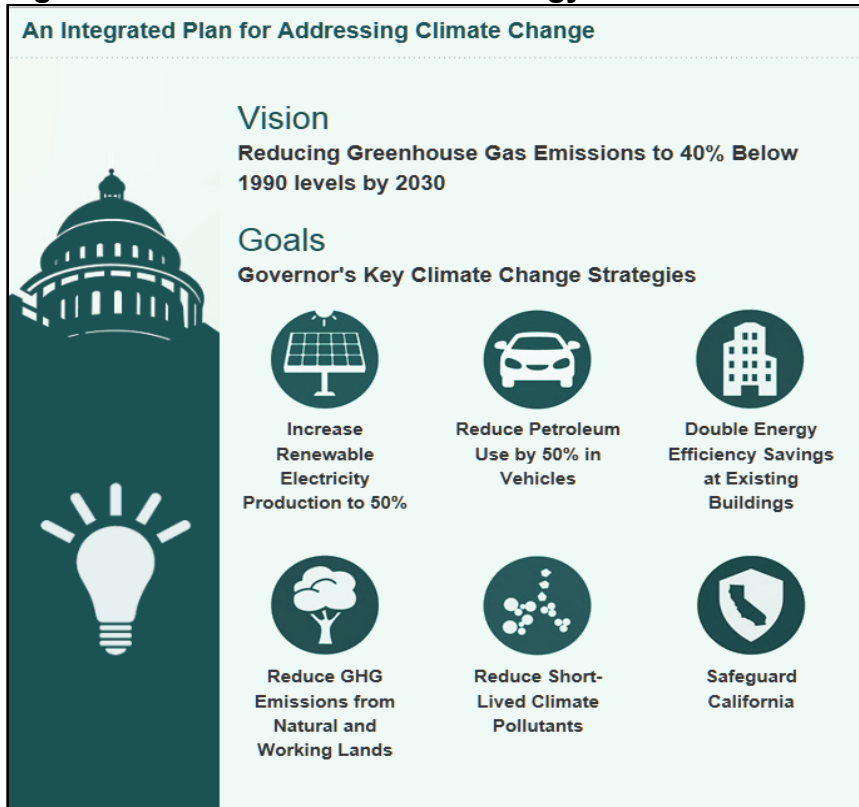 An Integrated Plan for Addressing Climate Change
Vision
Reducing Greenhouse Gas Emissions to 40% Below
1990 levels by 2030
Goals
Governor's Key Climate Change Strategies
Increase
Renewable
Electricity
Production to 50%
Reduce Petroleum
Use by 50% in
Vehicles
Double Energy
Efficiency Savings
at Existing
Buildings
Reduce GHG
Emissions from
Natural and
Working Lands
Reduce Short-
Lived Climate
Pollutants
Safeguard
California